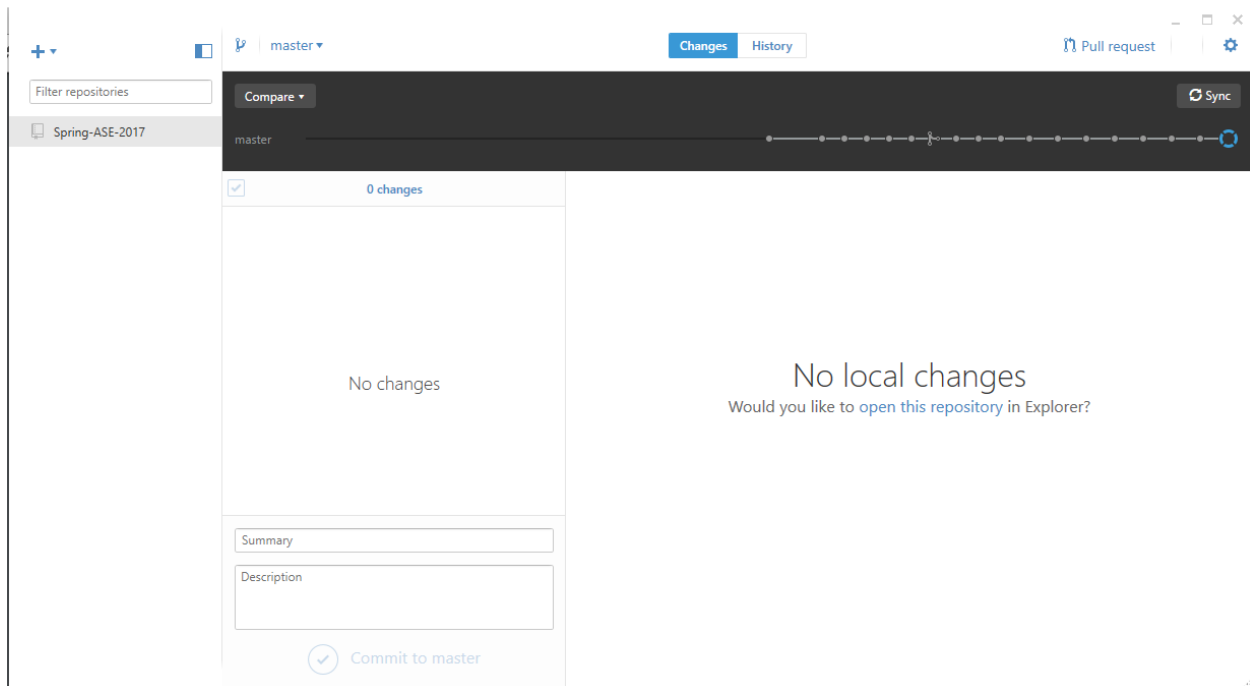 master
Changes
History
Pull request
Filter repositories
Compare
Sync
Spring-ASE-2017
master
0 changes
No changes
No local changes
Would you like to open this repository in Explorer?
Summary
Description
Commit to master